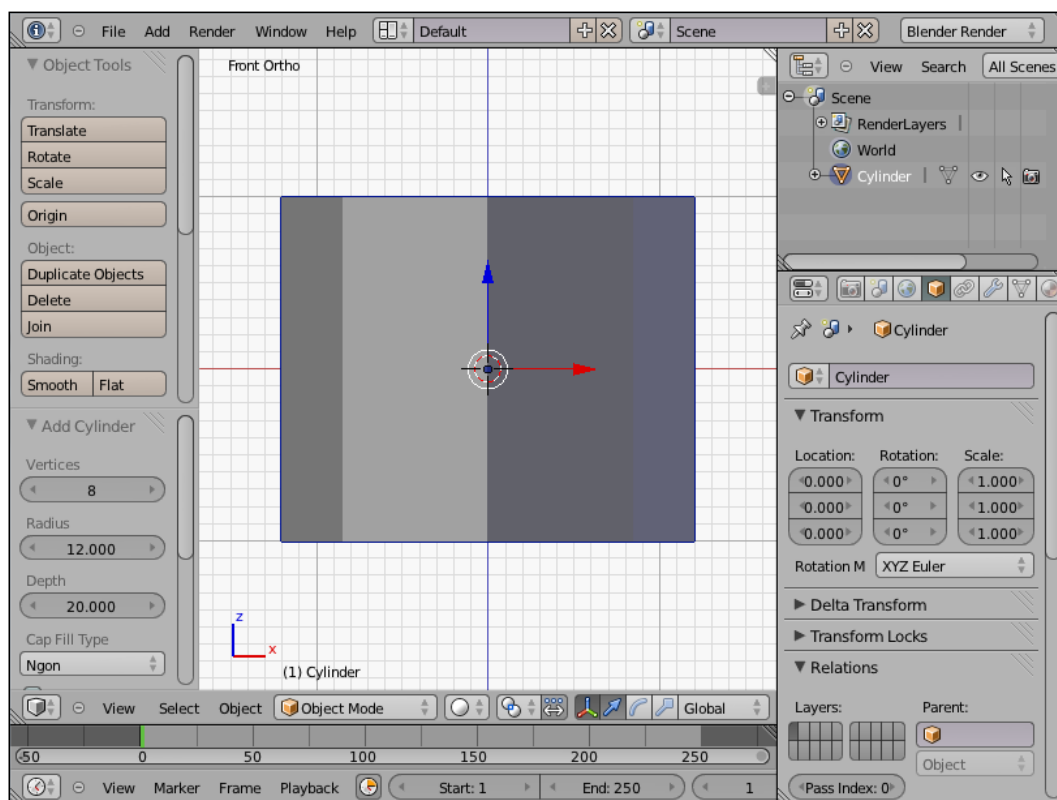 File Add Render Window Help Default Scene Blender Render
Object Tools
Transform:
Translate
Rotate
Scale
Origin
Object:
Duplicate Objects
Delete
Join
Shading:
Smooth Flat
Add Cylinder
Vertices
8
Radius
12.000
Depth
20.000
Cap Fill Type
Ngon
Front Ortho
z
x
(1) Cylinder
View Select Object Object Mode Global
-50 0 50 100 150 200 250
View Marker Frame Playback Start: 1 End: 250 1
View Search All Scenes
Scene
RenderLayers
World
Cylinder
Cylinder
Cylinder
Transform
Location: Rotation: Scale:
0.000 0° 1.000
0.000 0° 1.000
0.000 0° 1.000
Rotation M XYZ Euler
Delta Transform
Transform Locks
Relations
Layers: Parent:
Object
Pass Index: 0